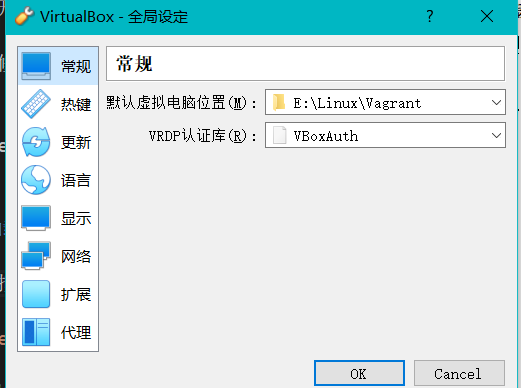 VirtualBox - 全局设定
常规
热键
更新
语言
显示
网络
扩展
代理
常规
默认虚拟电脑位置(M): E:\Linux\Vagrant
VRDP认证库(R): VBoxAuth
OK Cancel